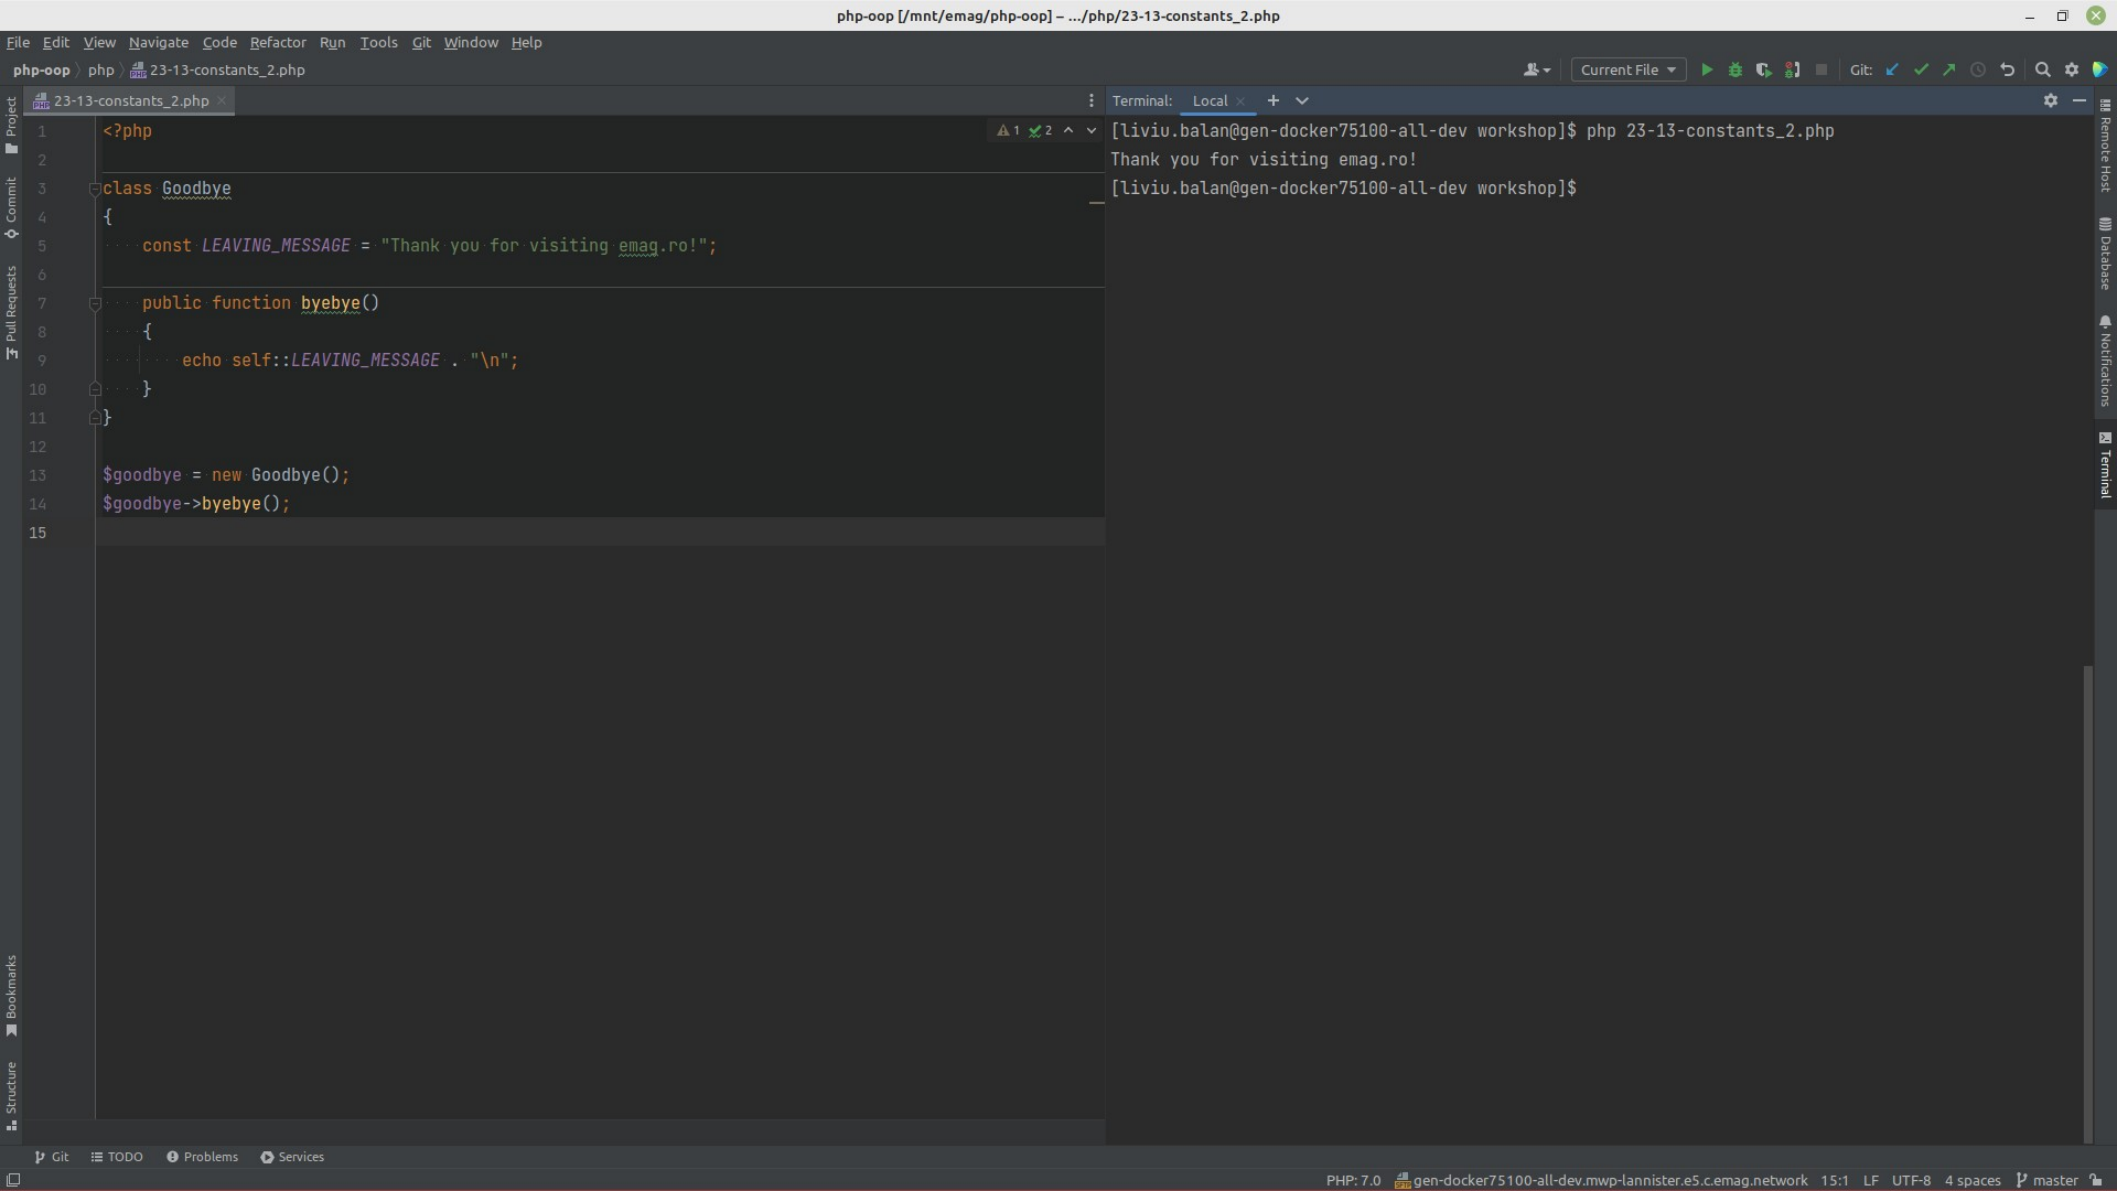 php-oop [/mnt/emag/php-oop] – .../php/23-13-constants_2.php
File Edit View Navigate Code Refactor Run Tools Git Window Help
php-oop php 23-13-constants_2.php
Current File Git:
23-13-constants_2.php
1 <?php
2
3 class Goodbye
4 {
5 const LEAVING_MESSAGE = "Thank you for visiting emag.ro!";
6
7 public function byebye()
8 {
9 echo self::LEAVING_MESSAGE . "\n";
10 }
11 }
12
13 $goodbye = new Goodbye();
14 $goodbye->byebye();
15
1 2
Terminal: Local
[liviu.balan@gen-docker75100-all-dev workshop]$ php 23-13-constants_2.php
Thank you for visiting emag.ro!
[liviu.balan@gen-docker75100-all-dev workshop]$
Project
Commit
Pull Requests
Bookmarks
Structure
Remote Host
Database
Notifications
Terminal
Git TODO Problems Services
PHP: 7.0 gen-docker75100-all-dev.mwp-lannister.e5.c.emag.network 15:1 LF UTF-8 4 spaces master